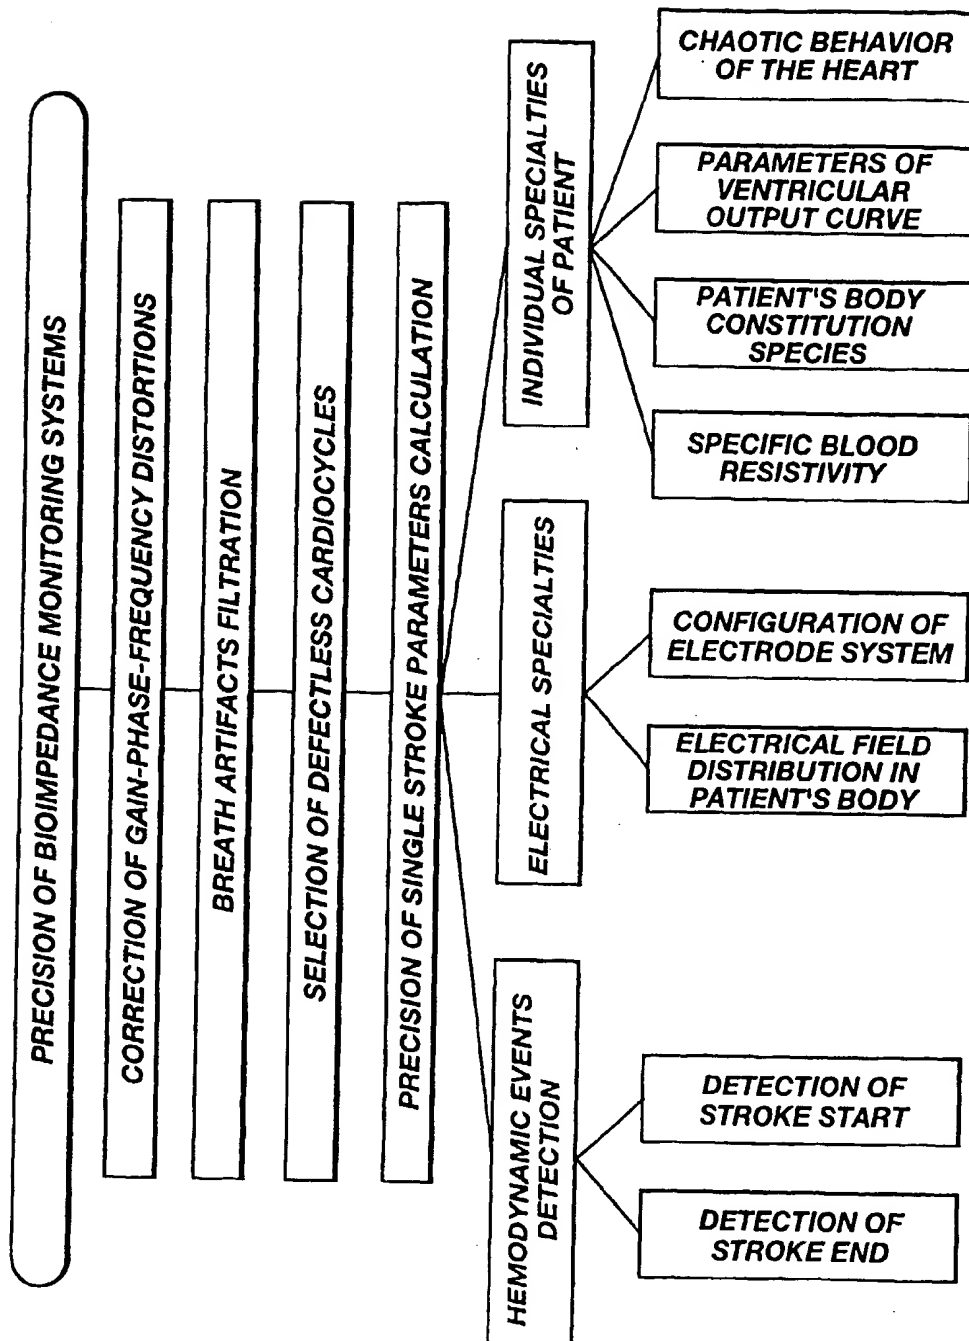 PRECISION OF BIOIMPEDANCE MONITORING SYSTEMS
CORRECTION OF GAIN-PHASE-FREQUENCY DISTORTIONS
BREATH ARTIFACTS FILTRATION
SELECTION OF DEFECTLESS CARDIOCYCLES
PRECISION OF SINGLE STROKE PARAMETERS CALCULATION
HEMODYNAMIC EVENTS
DETECTION
ELECTRICAL SPECIALTIES
INDIVIDUAL SPECIALTIES
OF PATIENT
DETECTION OF
STROKE END
DETECTION OF
STROKE START
ELECTRICAL FIELD
DISTRIBUTION IN
PATIENT'S BODY
CONFIGURATION OF
ELECTRODE SYSTEM
SPECIFIC BLOOD
RESISTIVITY
PATIENT'S BODY
CONSTITUTION
SPECIES
PARAMETERS OF
VENTRICULAR
OUTPUT CURVE
CHAOTIC BEHAVIOR
OF THE HEART